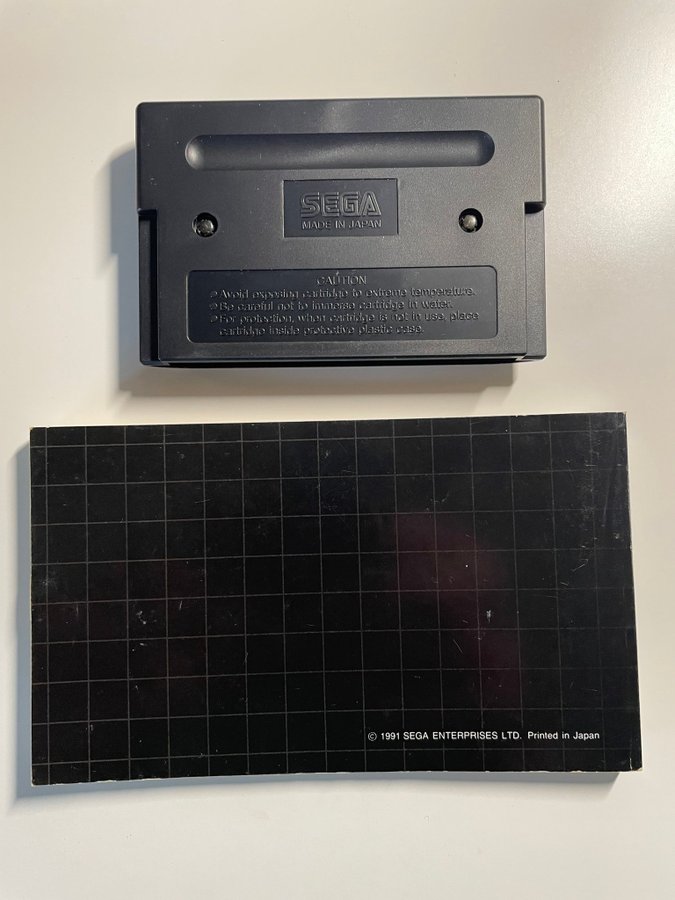 SEGA
MADE IN JAPAN
CAUTION
Avoid exposing cartridge to extreme temperature.
Be careful not to immerse cartridge in water.
For protection, when cartridge is not in use, place
cartridge inside protective plastic case.
© 1991 SEGA ENTERPRISES LTD. Printed in Japan